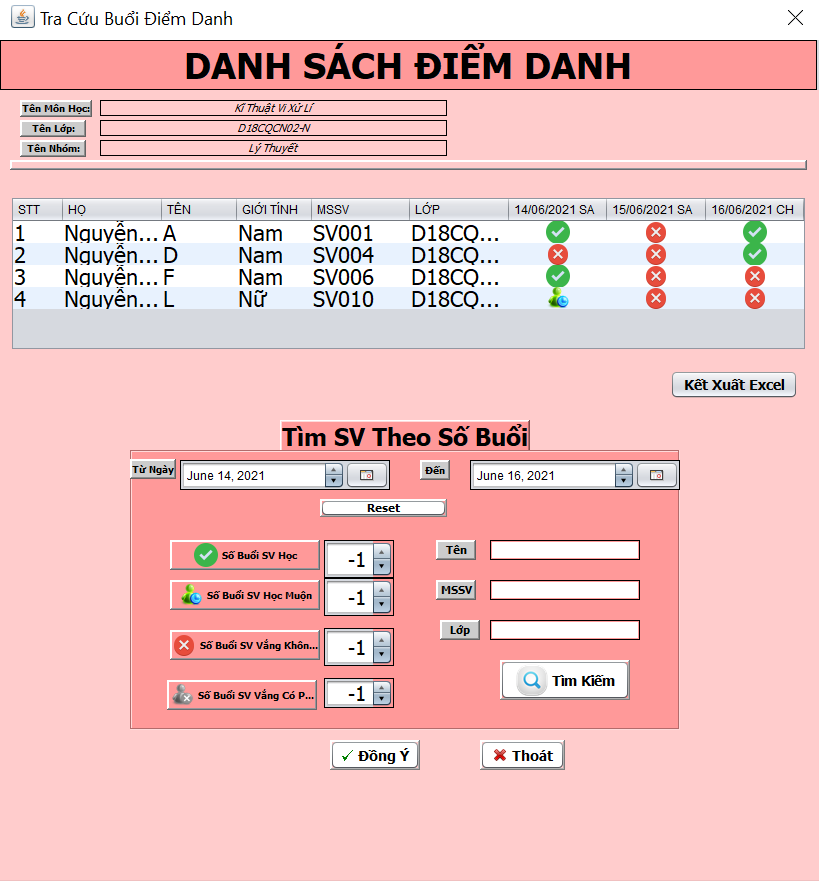 Tra Cứu Buổi Điểm Danh
DANH SÁCH ĐIỂM DANH
Tên Môn Học: Kĩ Thuật Vi Xử Lí
Tên Lớp: D18CQCN02-N
Tên Nhóm: Lý Thuyết
STT HỌ TÊN GIỚI TÍNH MSSV LỚP 14/06/2021 SA 15/06/2021 SA 16/06/2021 CH
1 Nguyễn... A Nam SV001 D18CQ...
2 Nguyễn... D Nam SV004 D18CQ...
3 Nguyễn... F Nam SV006 D18CQ...
4 Nguyễn... L Nữ SV010 D18CQ...
Kết Xuất Excel
Tìm SV Theo Số Buổi
Từ Ngày June 14, 2021 Đến June 16, 2021
Reset
Số Buổi SV Học -1 Tên
Số Buổi SV Học Muộn -1 MSSV
Số Buổi SV Vắng Khôn... -1 Lớp
Số Buổi SV Vắng Có P... -1 Tìm Kiếm
Đồng Ý Thoát